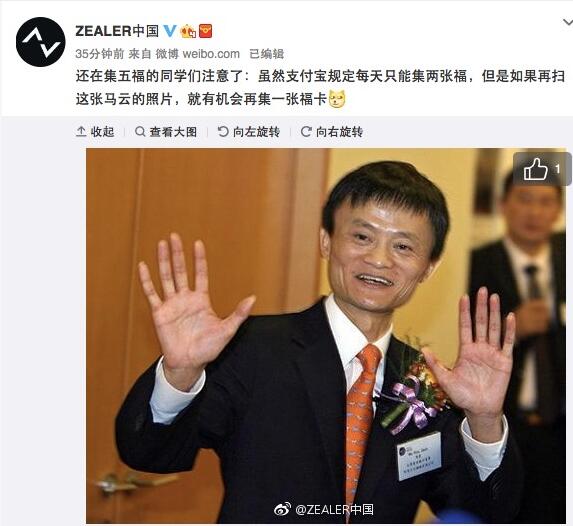 ZEALER中国
35分钟前 来自 微博 weibo.com 已编辑
还在集五福的同学们注意了：虽然支付宝规定每天只能集两张福，但是如果再扫
这张马云的照片，就有机会再集一张福卡
收起 查看大图 向左旋转 向右旋转
1
@ZEALER中国